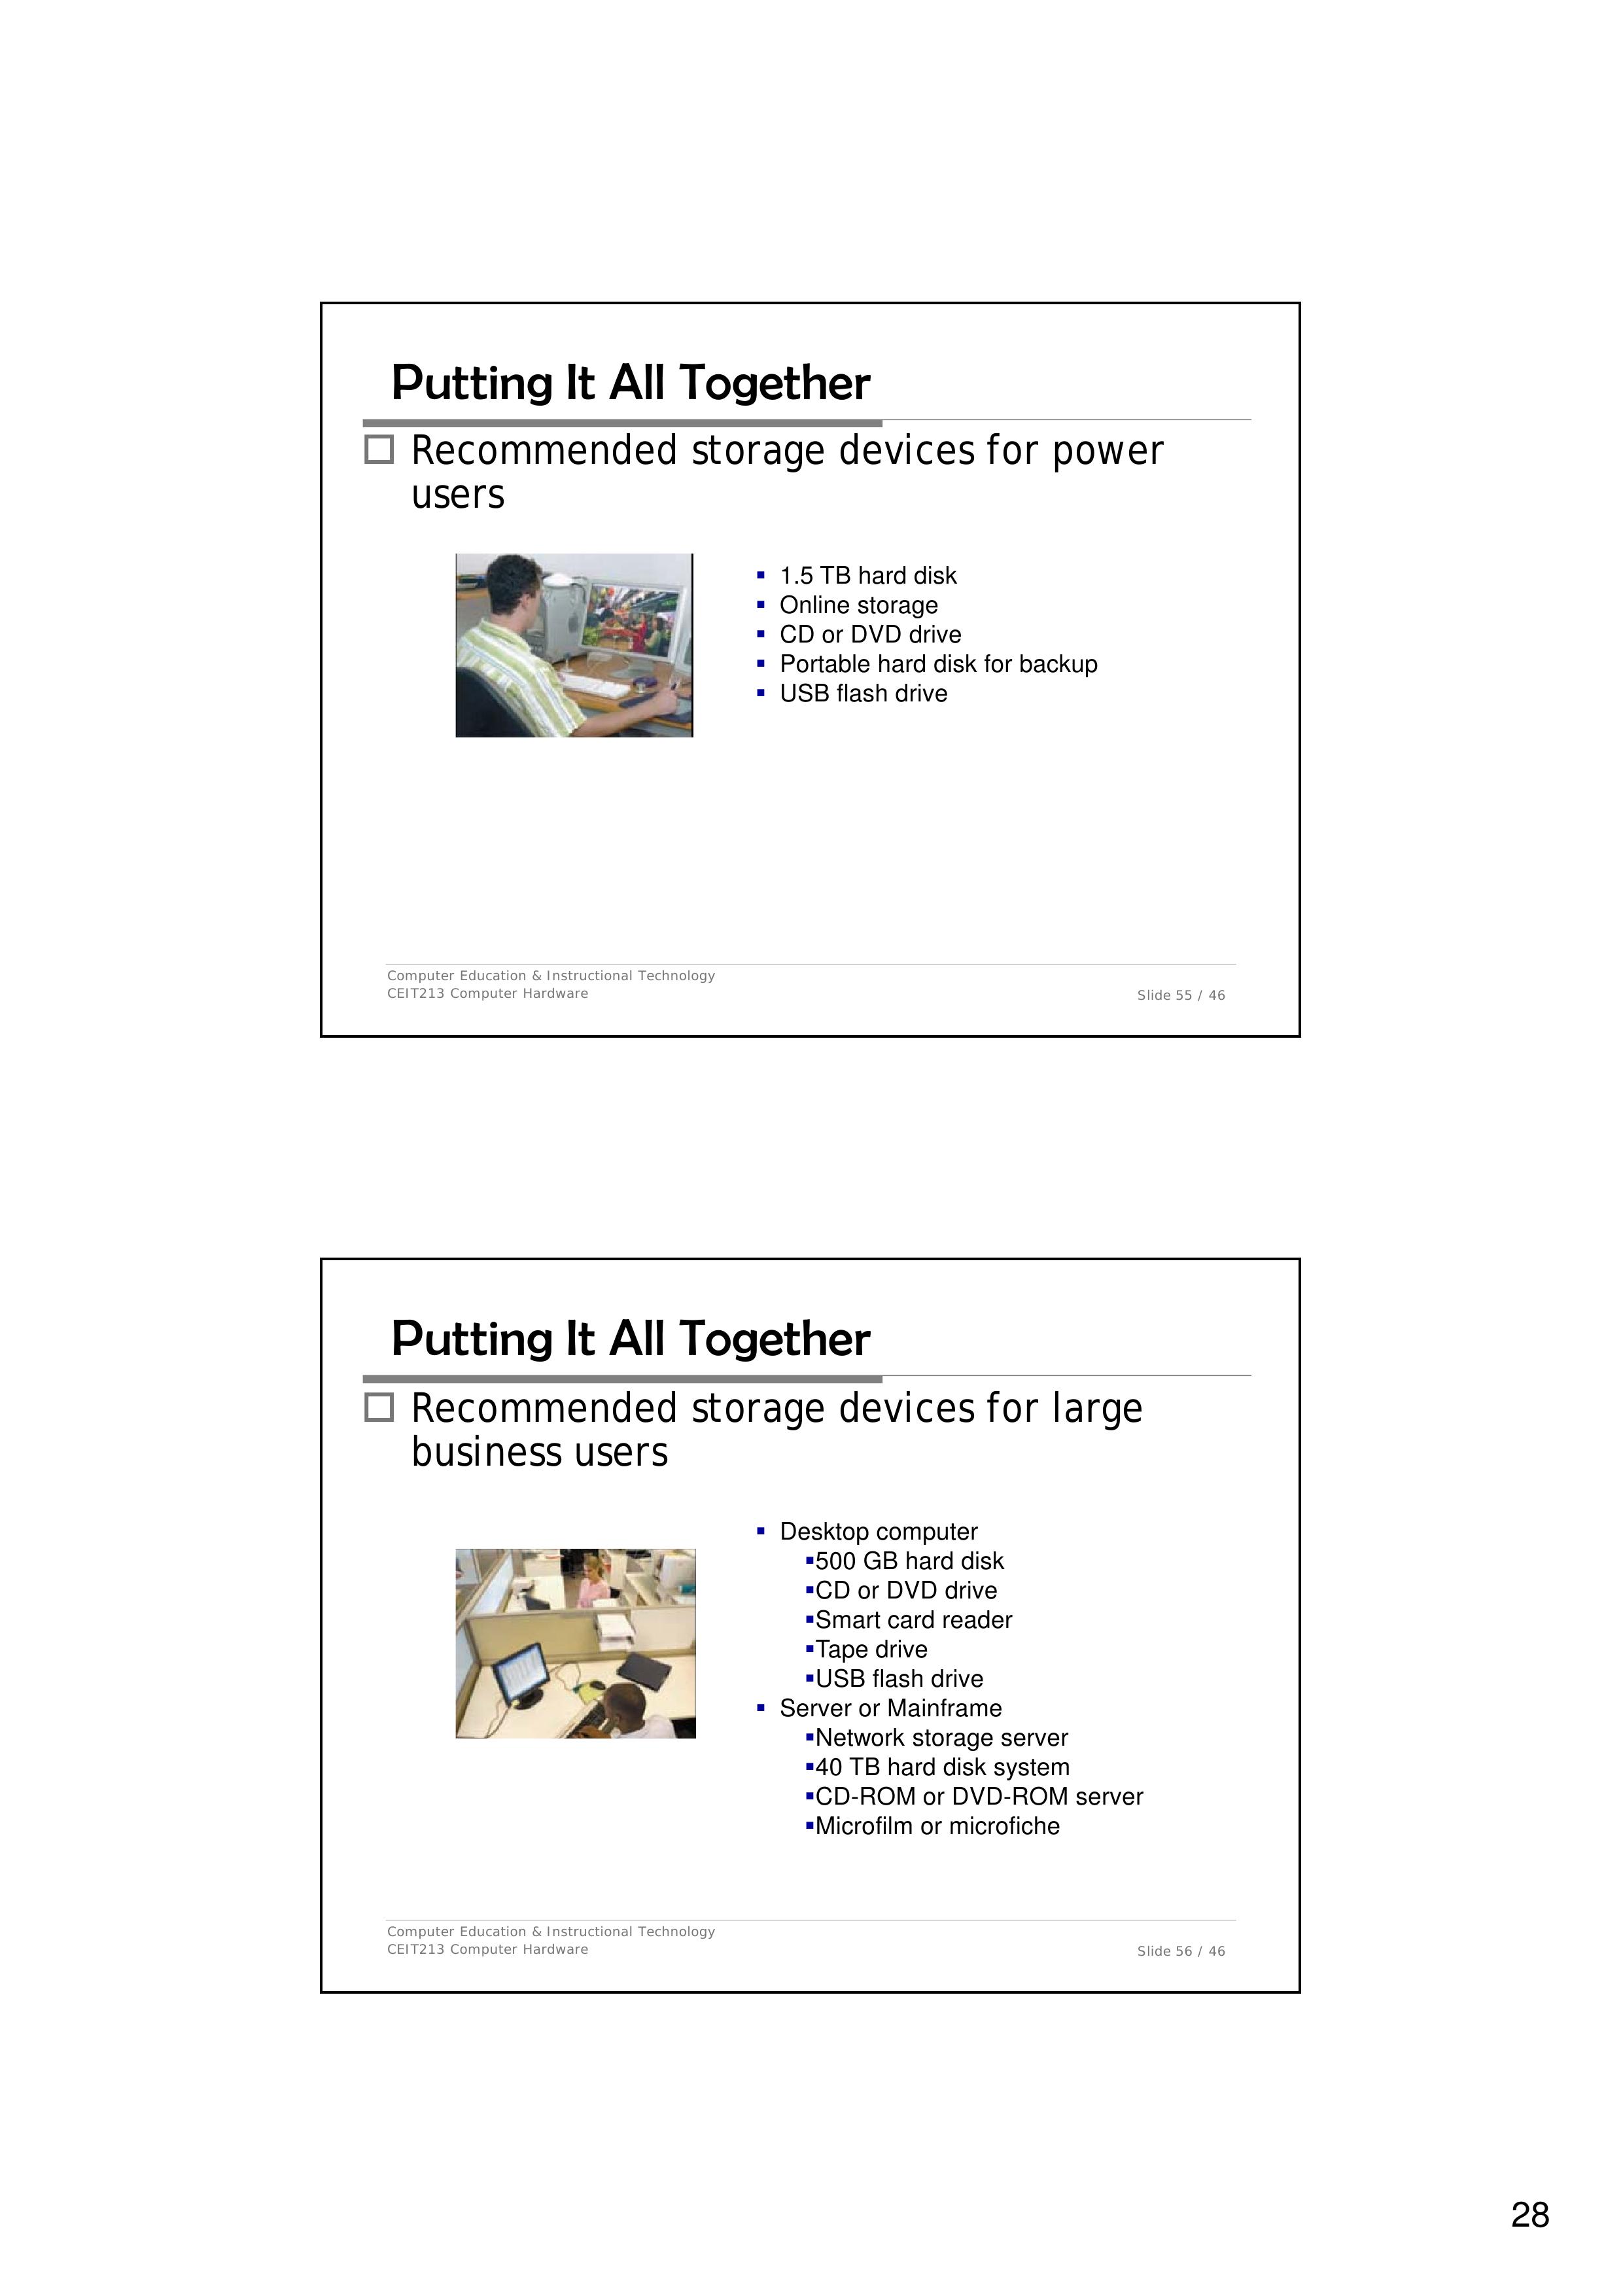 Putting It All Together
Recommended storage devices for power
users
▪ 1.5 TB hard disk
▪ Online storage
▪ CD or DVD drive
▪ Portable hard disk for backup
▪ USB flash drive
Computer Education & Instructional Technology
CEIT213 Computer Hardware
Slide 55 / 46
Putting It All Together
Recommended storage devices for large
business users
▪ Desktop computer
▪500 GB hard disk
▪CD or DVD drive
▪Smart card reader
▪Tape drive
▪USB flash drive
▪ Server or Mainframe
▪Network storage server
▪40 TB hard disk system
▪CD-ROM or DVD-ROM server
▪Microfilm or microfiche
Computer Education & Instructional Technology
CEIT213 Computer Hardware
Slide 56 / 46
28